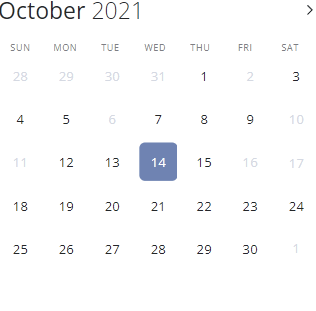 October 2021 >
SUN MON TUE WED THU FRI SAT
28 29 30 31 1 2 3
4 5 6 7 8 9 10
11 12 13 14 15 16 17
18 19 20 21 22 23 24
25 26 27 28 29 30 1